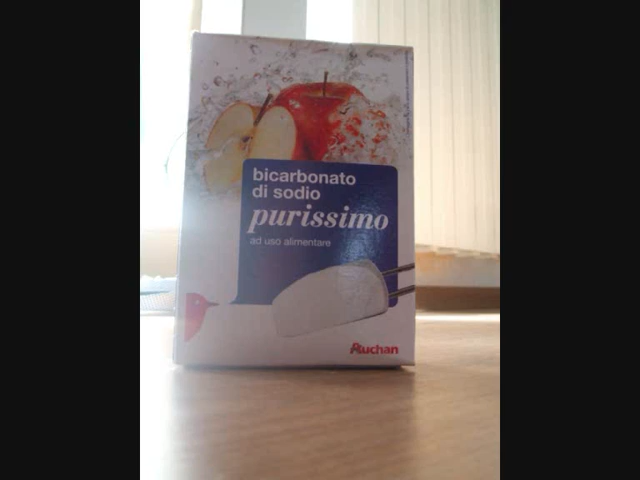 bicarbonato
di sodio
purissimo
ad uso alimentare
Auchan